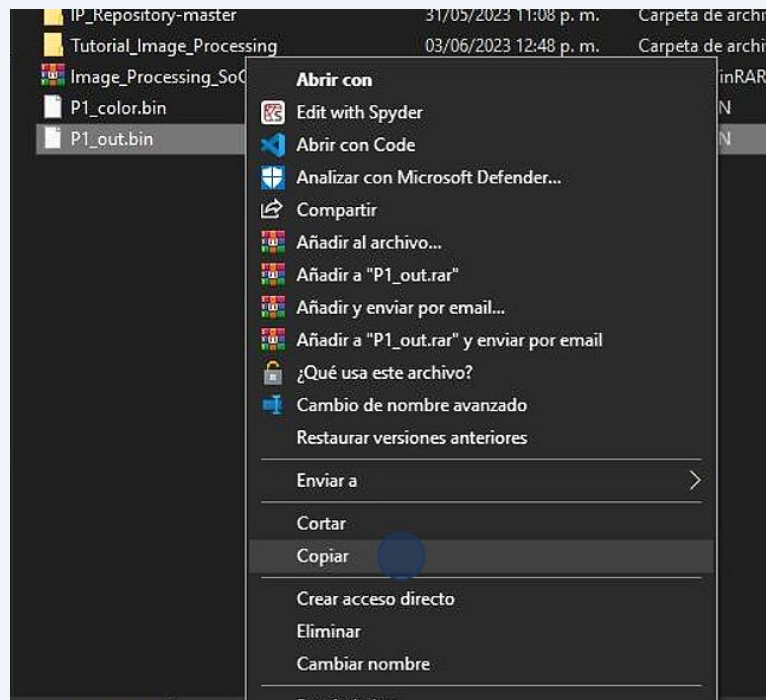 IP_Repository-master 31/05/2023 11:08 p. m. Carpeta de archi
Tutorial_Image_Processing 03/06/2023 12:48 p. m. Carpeta de archi
Image_Processing_SoC inRAR
P1_color.bin N
P1_out.bin N
Abrir con
Edit with Spyder
Abrir con Code
Analizar con Microsoft Defender...
Compartir
Añadir al archivo...
Añadir a "P1_out.rar"
Añadir y enviar por email...
Añadir a "P1_out.rar" y enviar por email
¿Qué usa este archivo?
Cambio de nombre avanzado
Restaurar versiones anteriores
Enviar a
Cortar
Copiar
Crear acceso directo
Eliminar
Cambiar nombre